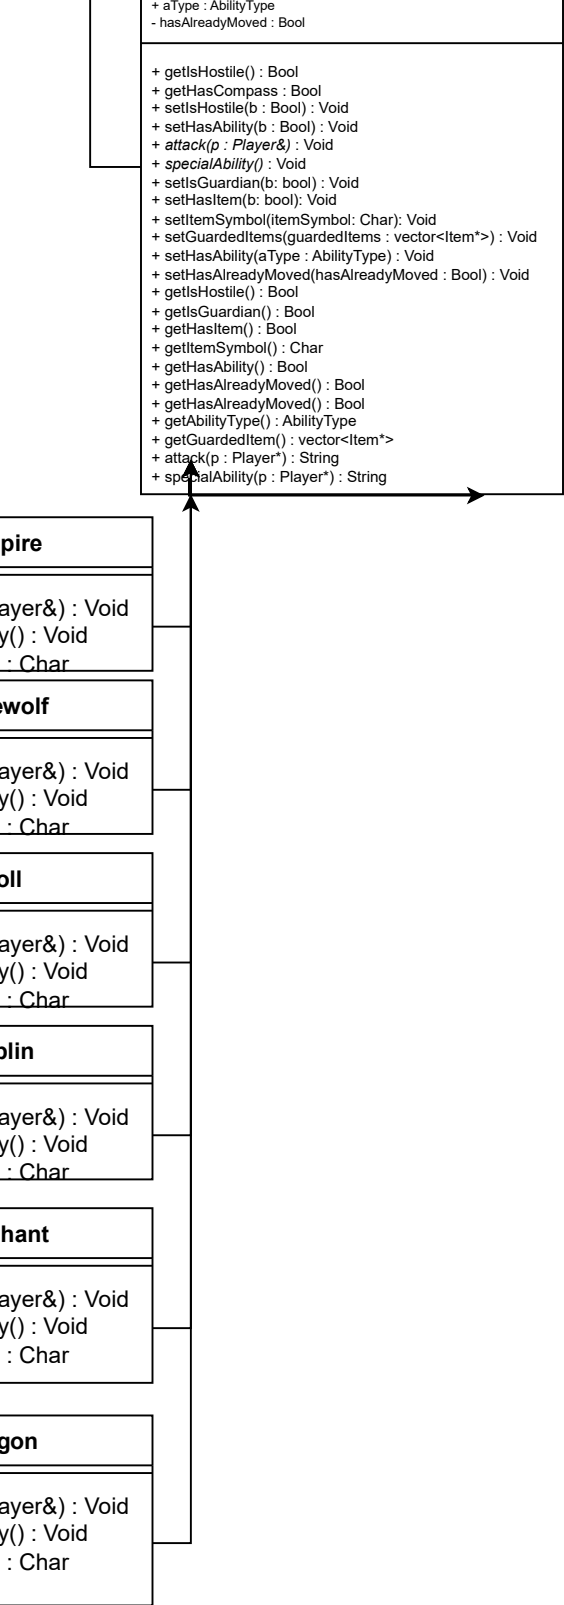 + aType : AbilityType
- hasAlreadyMoved : Bool
+ getIsHostile() : Bool
+ getHasCompass : Bool
+ setIsHostile(b : Bool) : Void
+ setHasAbility(b : Bool) : Void
+ attack(p : Player&) : Void
+ specialAbility() : Void
+ setIsGuardian(b: bool) : Void
+ setHasItem(b: bool): Void
+ setItemSymbol(itemSymbol: Char): Void
+ setGuardedItems(guardedItems : vector<Item*>) : Void
+ setHasAbility(aType : AbilityType) : Void
+ setHasAlreadyMoved(hasAlreadyMoved : Bool) : Void
+ getIsHostile() : Bool
+ getIsGuardian() : Bool
+ getHasItem() : Bool
+ getItemSymbol() : Char
+ getHasAbility() : Bool
+ getHasAlreadyMoved() : Bool
+ getHasAlreadyMoved() : Bool
+ getAbilityType() : AbilityType
+ getGuardedItem() : vector<Item*>
+ attack(p : Player*) : String
+ specialAbility(p : Player*) : String
pire
ayer&) : Void
y() : Void
: Char
ewolf
ayer&) : Void
y() : Void
: Char
oll
ayer&) : Void
y() : Void
: Char
blin
ayer&) : Void
y() : Void
: Char
hant
ayer&) : Void
y() : Void
: Char
gon
ayer&) : Void
y() : Void
: Char